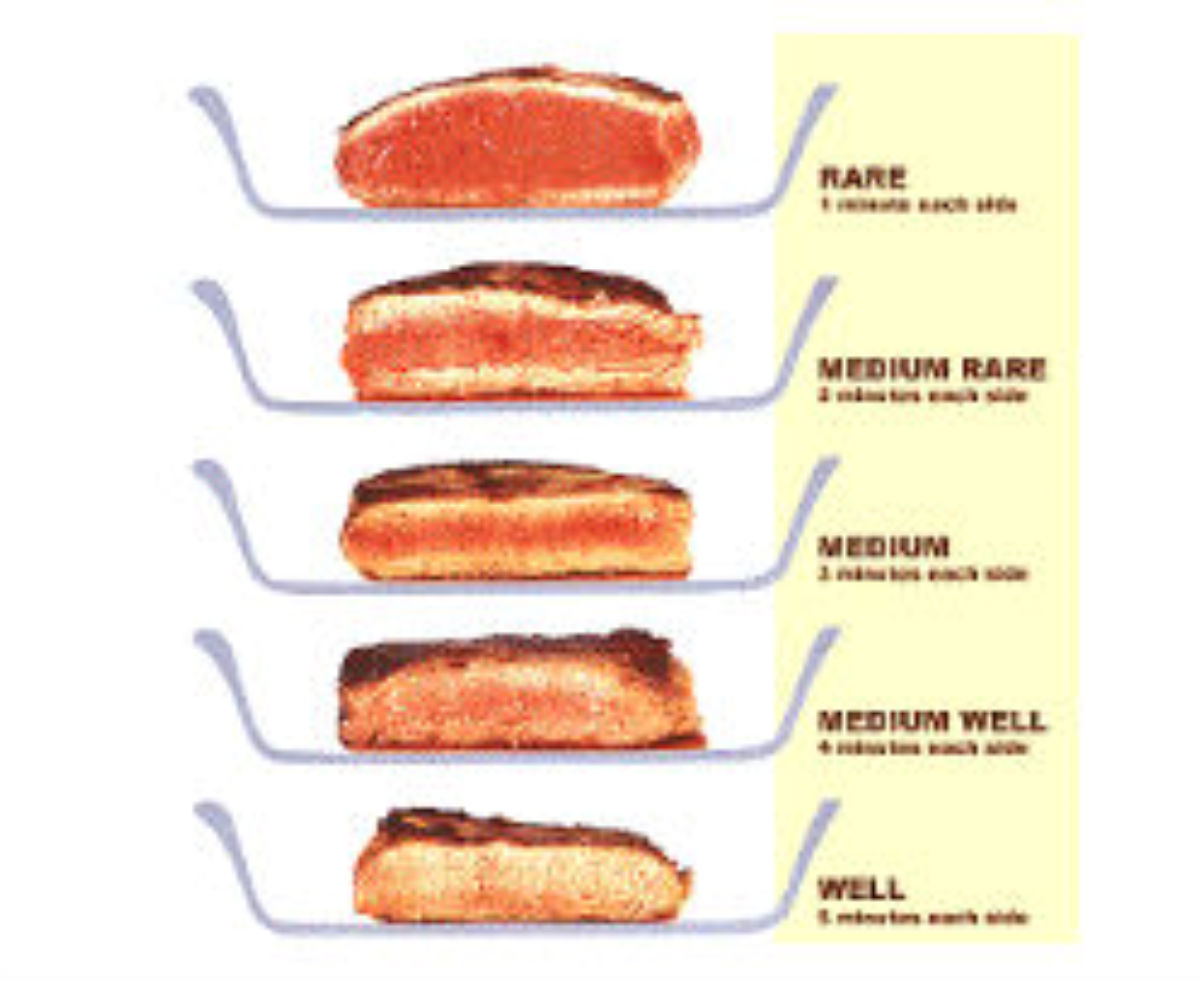 RARE
1 minute each side
MEDIUM RARE
2 minutes each side
MEDIUM
3 minutes each side
MEDIUM WELL
4 minutes each side
WELL
5 minutes each side